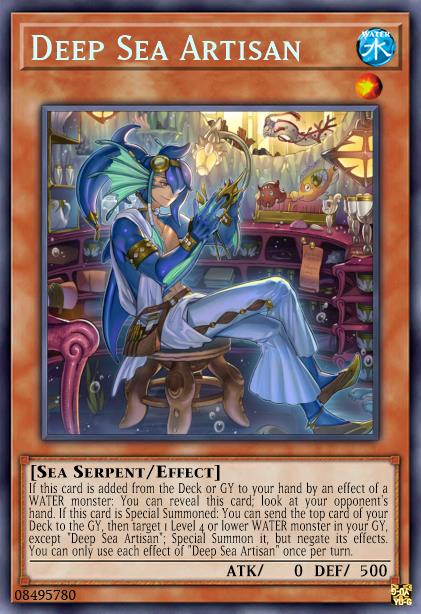 Deep Sea Artisan
WATER
水
[Sea Serpent/Effect]
If this card is added from the Deck or GY to your hand by an effect of a
WATER monster: You can reveal this card; look at your opponent's
hand. If this card is Special Summoned: You can send the top card of your
Deck to the GY, then target 1 Level 4 or lower WATER monster in your GY,
except "Deep Sea Artisan"; Special Summon it, but negate its effects.
You can only use each effect of "Deep Sea Artisan" once per turn.
ATK/ 0 DEF/ 500
08495780